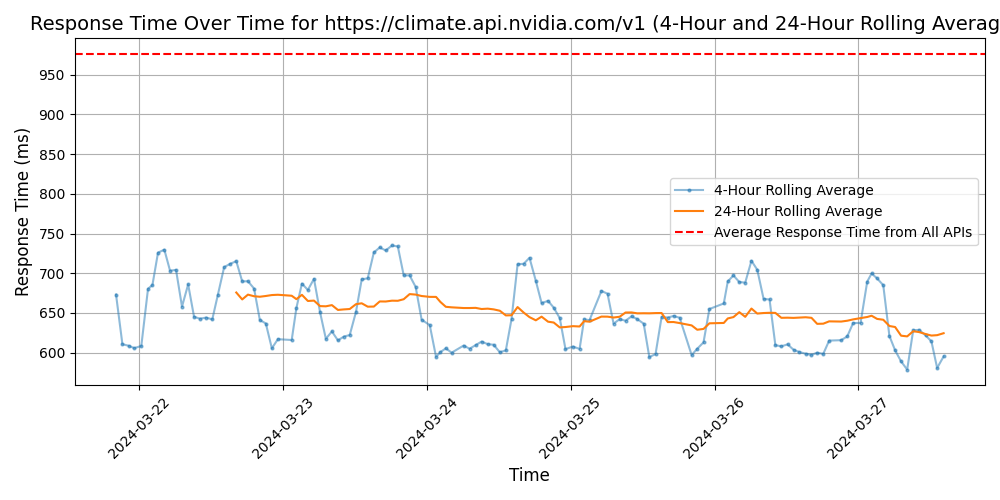 Response Time Over Time for https://climate.api.nvidia.com/v1 (4-Hour and 24-Hour Rolling Averag
Response Time (ms)
950
900
850
800
750
700
650
600
4-Hour Rolling Average
24-Hour Rolling Average
Average Response Time from All APIs
2024-03-22
2024-03-23
2024-03-24
2024-03-25
2024-03-26
2024-03-27
Time